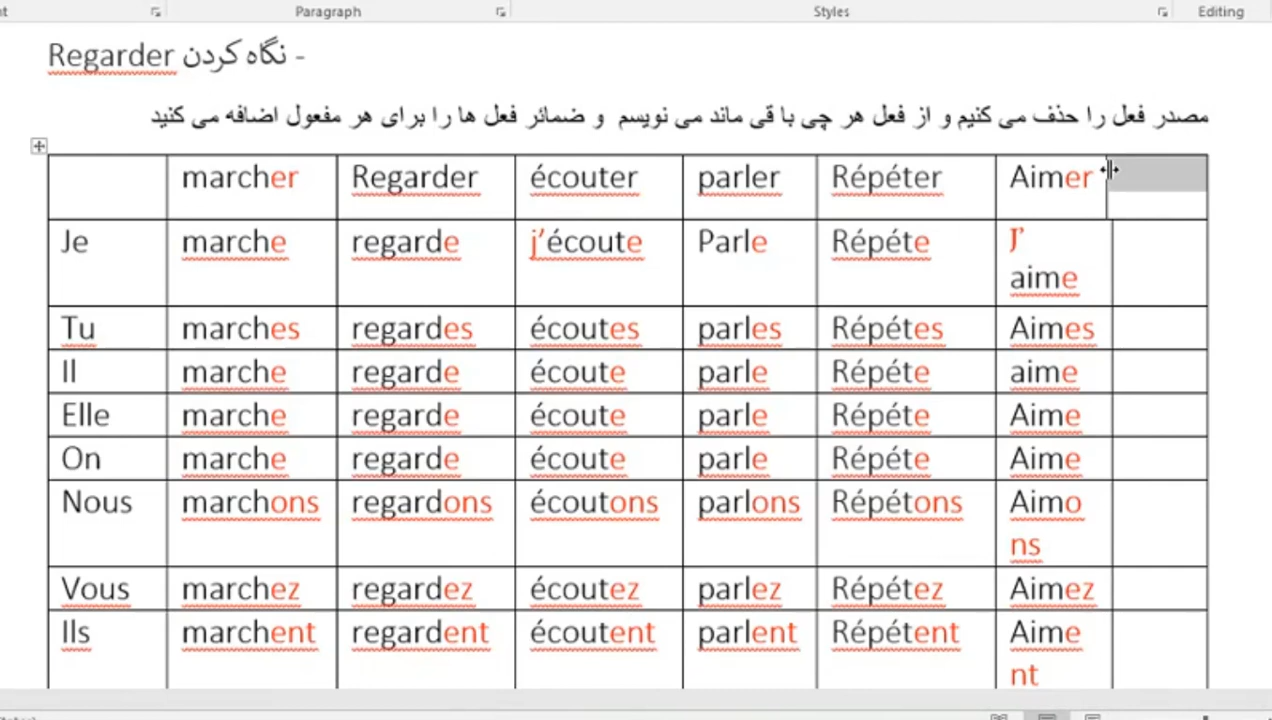 Paragraph Styles Editing
Regarder نگاه کردن -
مصدر فعل را حذف می کنیم و از فعل هر چی با قی ماند می نویسم و ضمائر فعل ها را برای هر مفعول اضافه می کنید
marcher Regarder écouter parler Répéter Aimer
Je marche regarde j’écoute Parle Répéte J’
aime
Tu marches regardes écoutes parles Répétes Aimes
Il marche regarde écoute parle Répéte aime
Elle marche regarde écoute parle Répéte Aime
On marche regarde écoute parle Répéte Aime
Nous marchons regardons écoutons parlons Répétons Aimo
ns
Vous marchez regardez écoutez parlez Répétez Aimez
Ils marchent regardent écoutent parlent Répétent Aime
nt